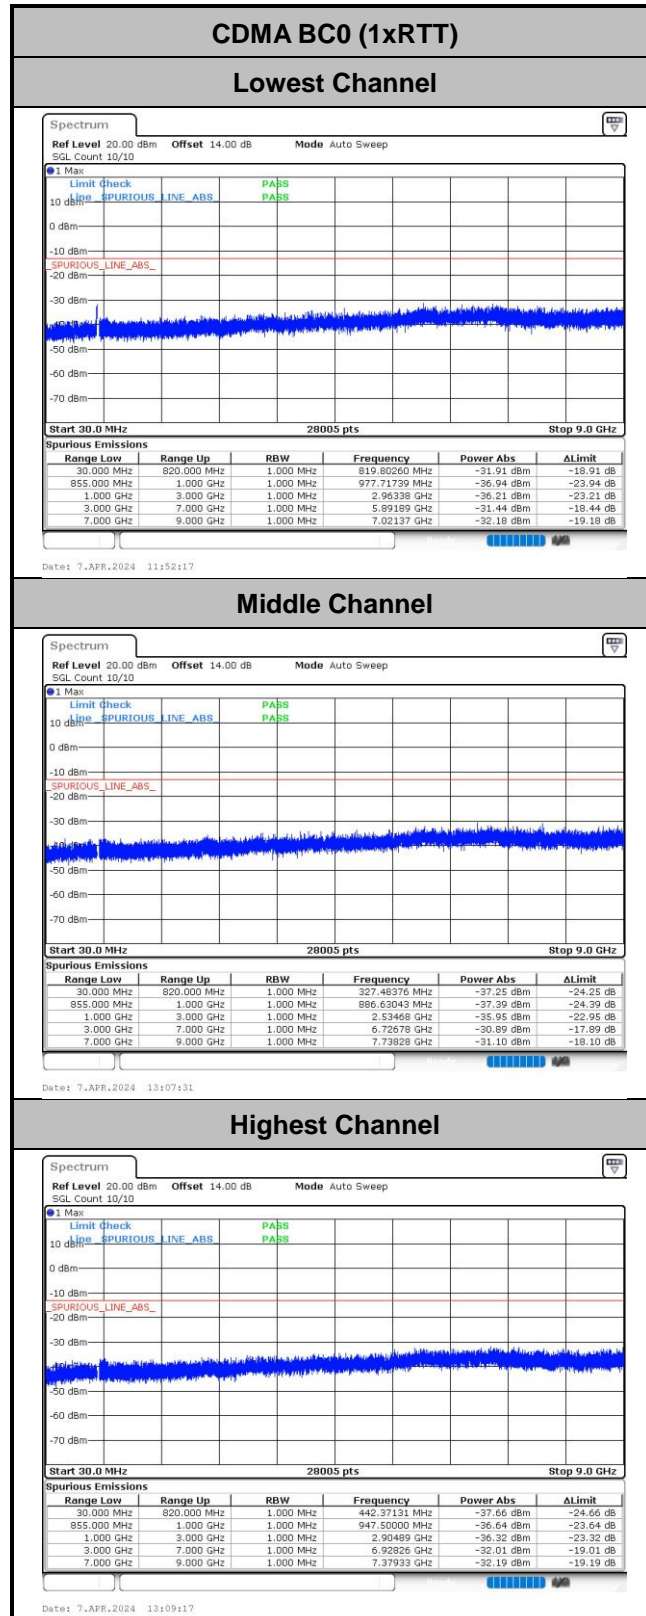 CDMA BC0 (1xRTT)
Lowest Channel
Spectrum
Ref Level 20.00 dBm Offset 14.00 dB Mode Auto Sweep
SGL Count 10/10
1 Max
Limit Check PASS
10 dBm Line _SPURIOUS_LINE_ABS_ PASS
0 dBm
-10 dBm
_SPURIOUS_LINE_ABS_
-20 dBm
-30 dBm
-50 dBm
-60 dBm
-70 dBm
Start 30.0 MHz 28005 pts Stop 9.0 GHz
Spurious Emissions
Range Low Range Up RBW Frequency Power Abs ΔLimit
30.000 MHz 820.000 MHz 1.000 MHz 819.80260 MHz -31.91 dBm -18.91 dB
855.000 MHz 1.000 GHz 1.000 MHz 977.71739 MHz -36.94 dBm -23.94 dB
1.000 GHz 3.000 GHz 1.000 MHz 2.96338 GHz -36.21 dBm -23.21 dB
3.000 GHz 7.000 GHz 1.000 MHz 5.89189 GHz -31.44 dBm -18.44 dB
7.000 GHz 9.000 GHz 1.000 MHz 7.02137 GHz -32.18 dBm -19.18 dB
Date: 7.APR.2024 11:52:17
Middle Channel
Spectrum
Ref Level 20.00 dBm Offset 14.00 dB Mode Auto Sweep
SGL Count 10/10
1 Max
Limit Check PASS
10 dBm Line _SPURIOUS_LINE_ABS_ PASS
0 dBm
-10 dBm
_SPURIOUS_LINE_ABS_
-20 dBm
-30 dBm
-50 dBm
-60 dBm
-70 dBm
Start 30.0 MHz 28005 pts Stop 9.0 GHz
Spurious Emissions
Range Low Range Up RBW Frequency Power Abs ΔLimit
30.000 MHz 820.000 MHz 1.000 MHz 327.48376 MHz -37.25 dBm -24.25 dB
855.000 MHz 1.000 GHz 1.000 MHz 886.63043 MHz -37.39 dBm -24.39 dB
1.000 GHz 3.000 GHz 1.000 MHz 2.53468 GHz -35.95 dBm -22.95 dB
3.000 GHz 7.000 GHz 1.000 MHz 6.72678 GHz -30.89 dBm -17.89 dB
7.000 GHz 9.000 GHz 1.000 MHz 7.73828 GHz -31.10 dBm -18.10 dB
Date: 7.APR.2024 13:07:31
Highest Channel
Spectrum
Ref Level 20.00 dBm Offset 14.00 dB Mode Auto Sweep
SGL Count 10/10
1 Max
Limit Check PASS
10 dBm Line _SPURIOUS_LINE_ABS_ PASS
0 dBm
-10 dBm
_SPURIOUS_LINE_ABS_
-20 dBm
-30 dBm
-50 dBm
-60 dBm
-70 dBm
Start 30.0 MHz 28005 pts Stop 9.0 GHz
Spurious Emissions
Range Low Range Up RBW Frequency Power Abs ΔLimit
30.000 MHz 820.000 MHz 1.000 MHz 442.37131 MHz -37.66 dBm -24.66 dB
855.000 MHz 1.000 GHz 1.000 MHz 947.50000 MHz -36.64 dBm -23.64 dB
1.000 GHz 3.000 GHz 1.000 MHz 2.90489 GHz -36.32 dBm -23.32 dB
3.000 GHz 7.000 GHz 1.000 MHz 6.92826 GHz -32.01 dBm -19.01 dB
7.000 GHz 9.000 GHz 1.000 MHz 7.37933 GHz -32.19 dBm -19.19 dB
Date: 7.APR.2024 13:09:17